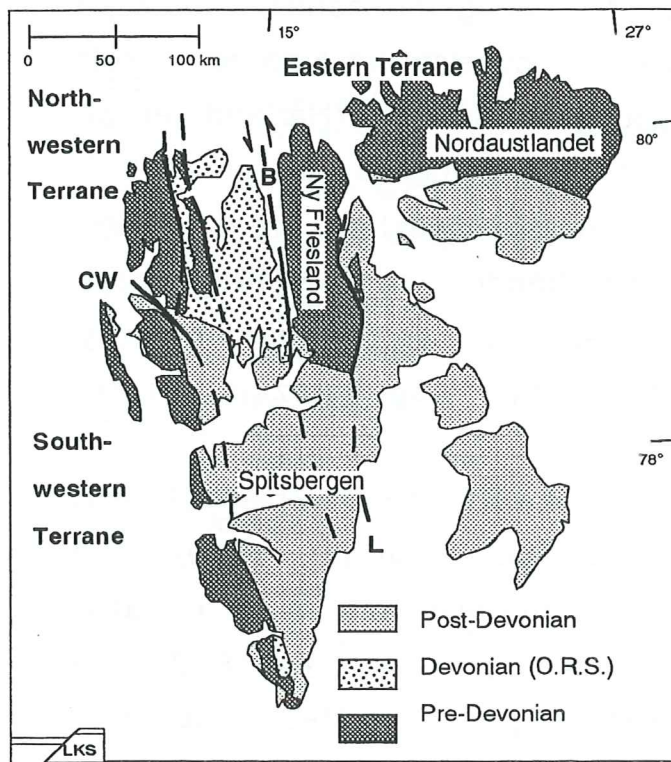 15°
27°
0 50 100 km
Eastern Terrane
North-
western
Terrane
80°
Nordaustlandet
B
Ny Friesland
CW
78°
South-
western
Terrane
Spitsbergen
L
Post-Devonian
Devonian (O.R.S.)
Pre-Devonian
LKS